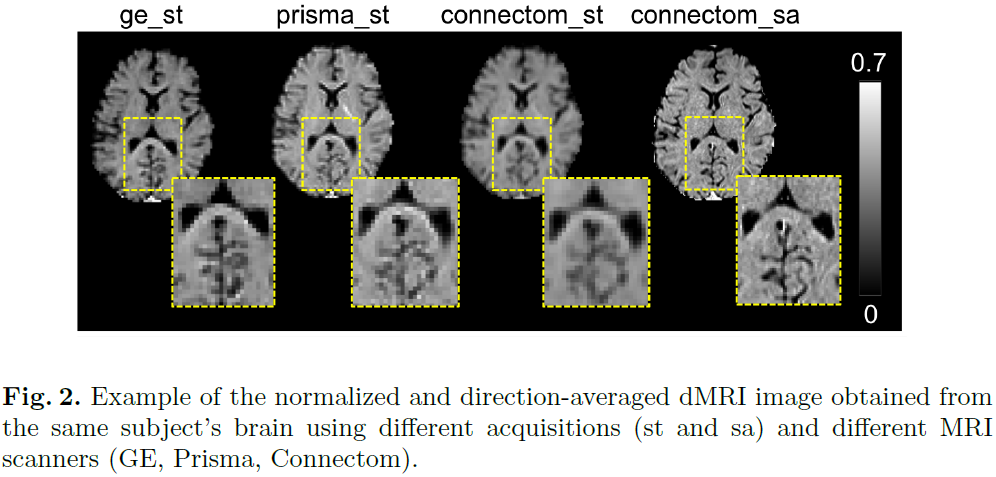 ge_st prisma_st connectom_st connectom_sa
0.7
0
Fig. 2. Example of the normalized and direction-averaged dMRI image obtained from
the same subject's brain using different acquisitions (st and sa) and different MRI
scanners (GE, Prisma, Connectom).